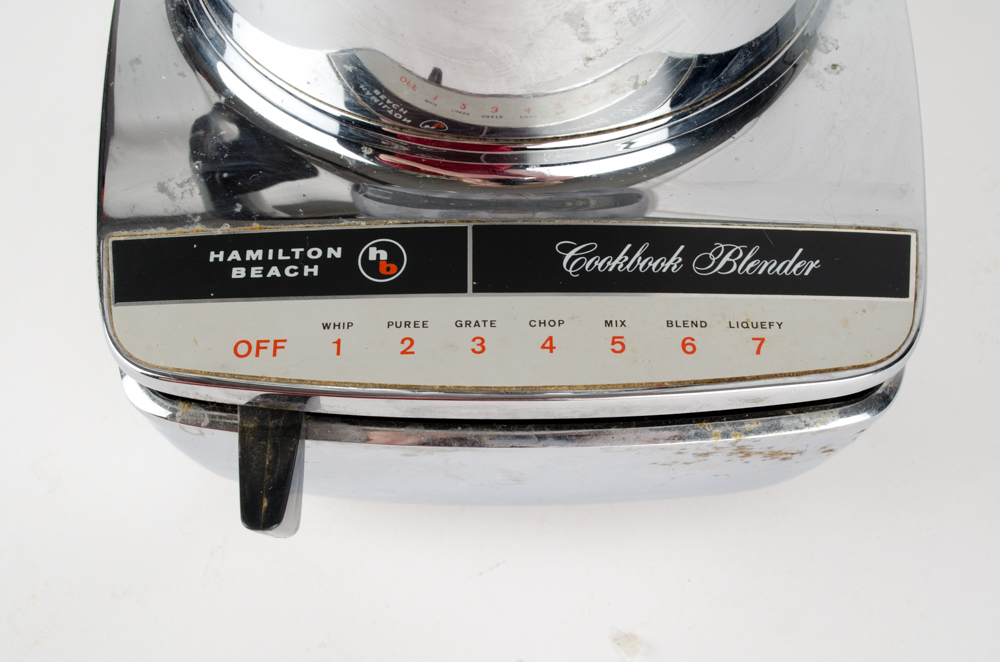 HAMILTON
BEACH
hb
Cookbook Blender
WHIP PUREE GRATE CHOP MIX BLEND LIQUEFY
OFF 1 2 3 4 5 6 7